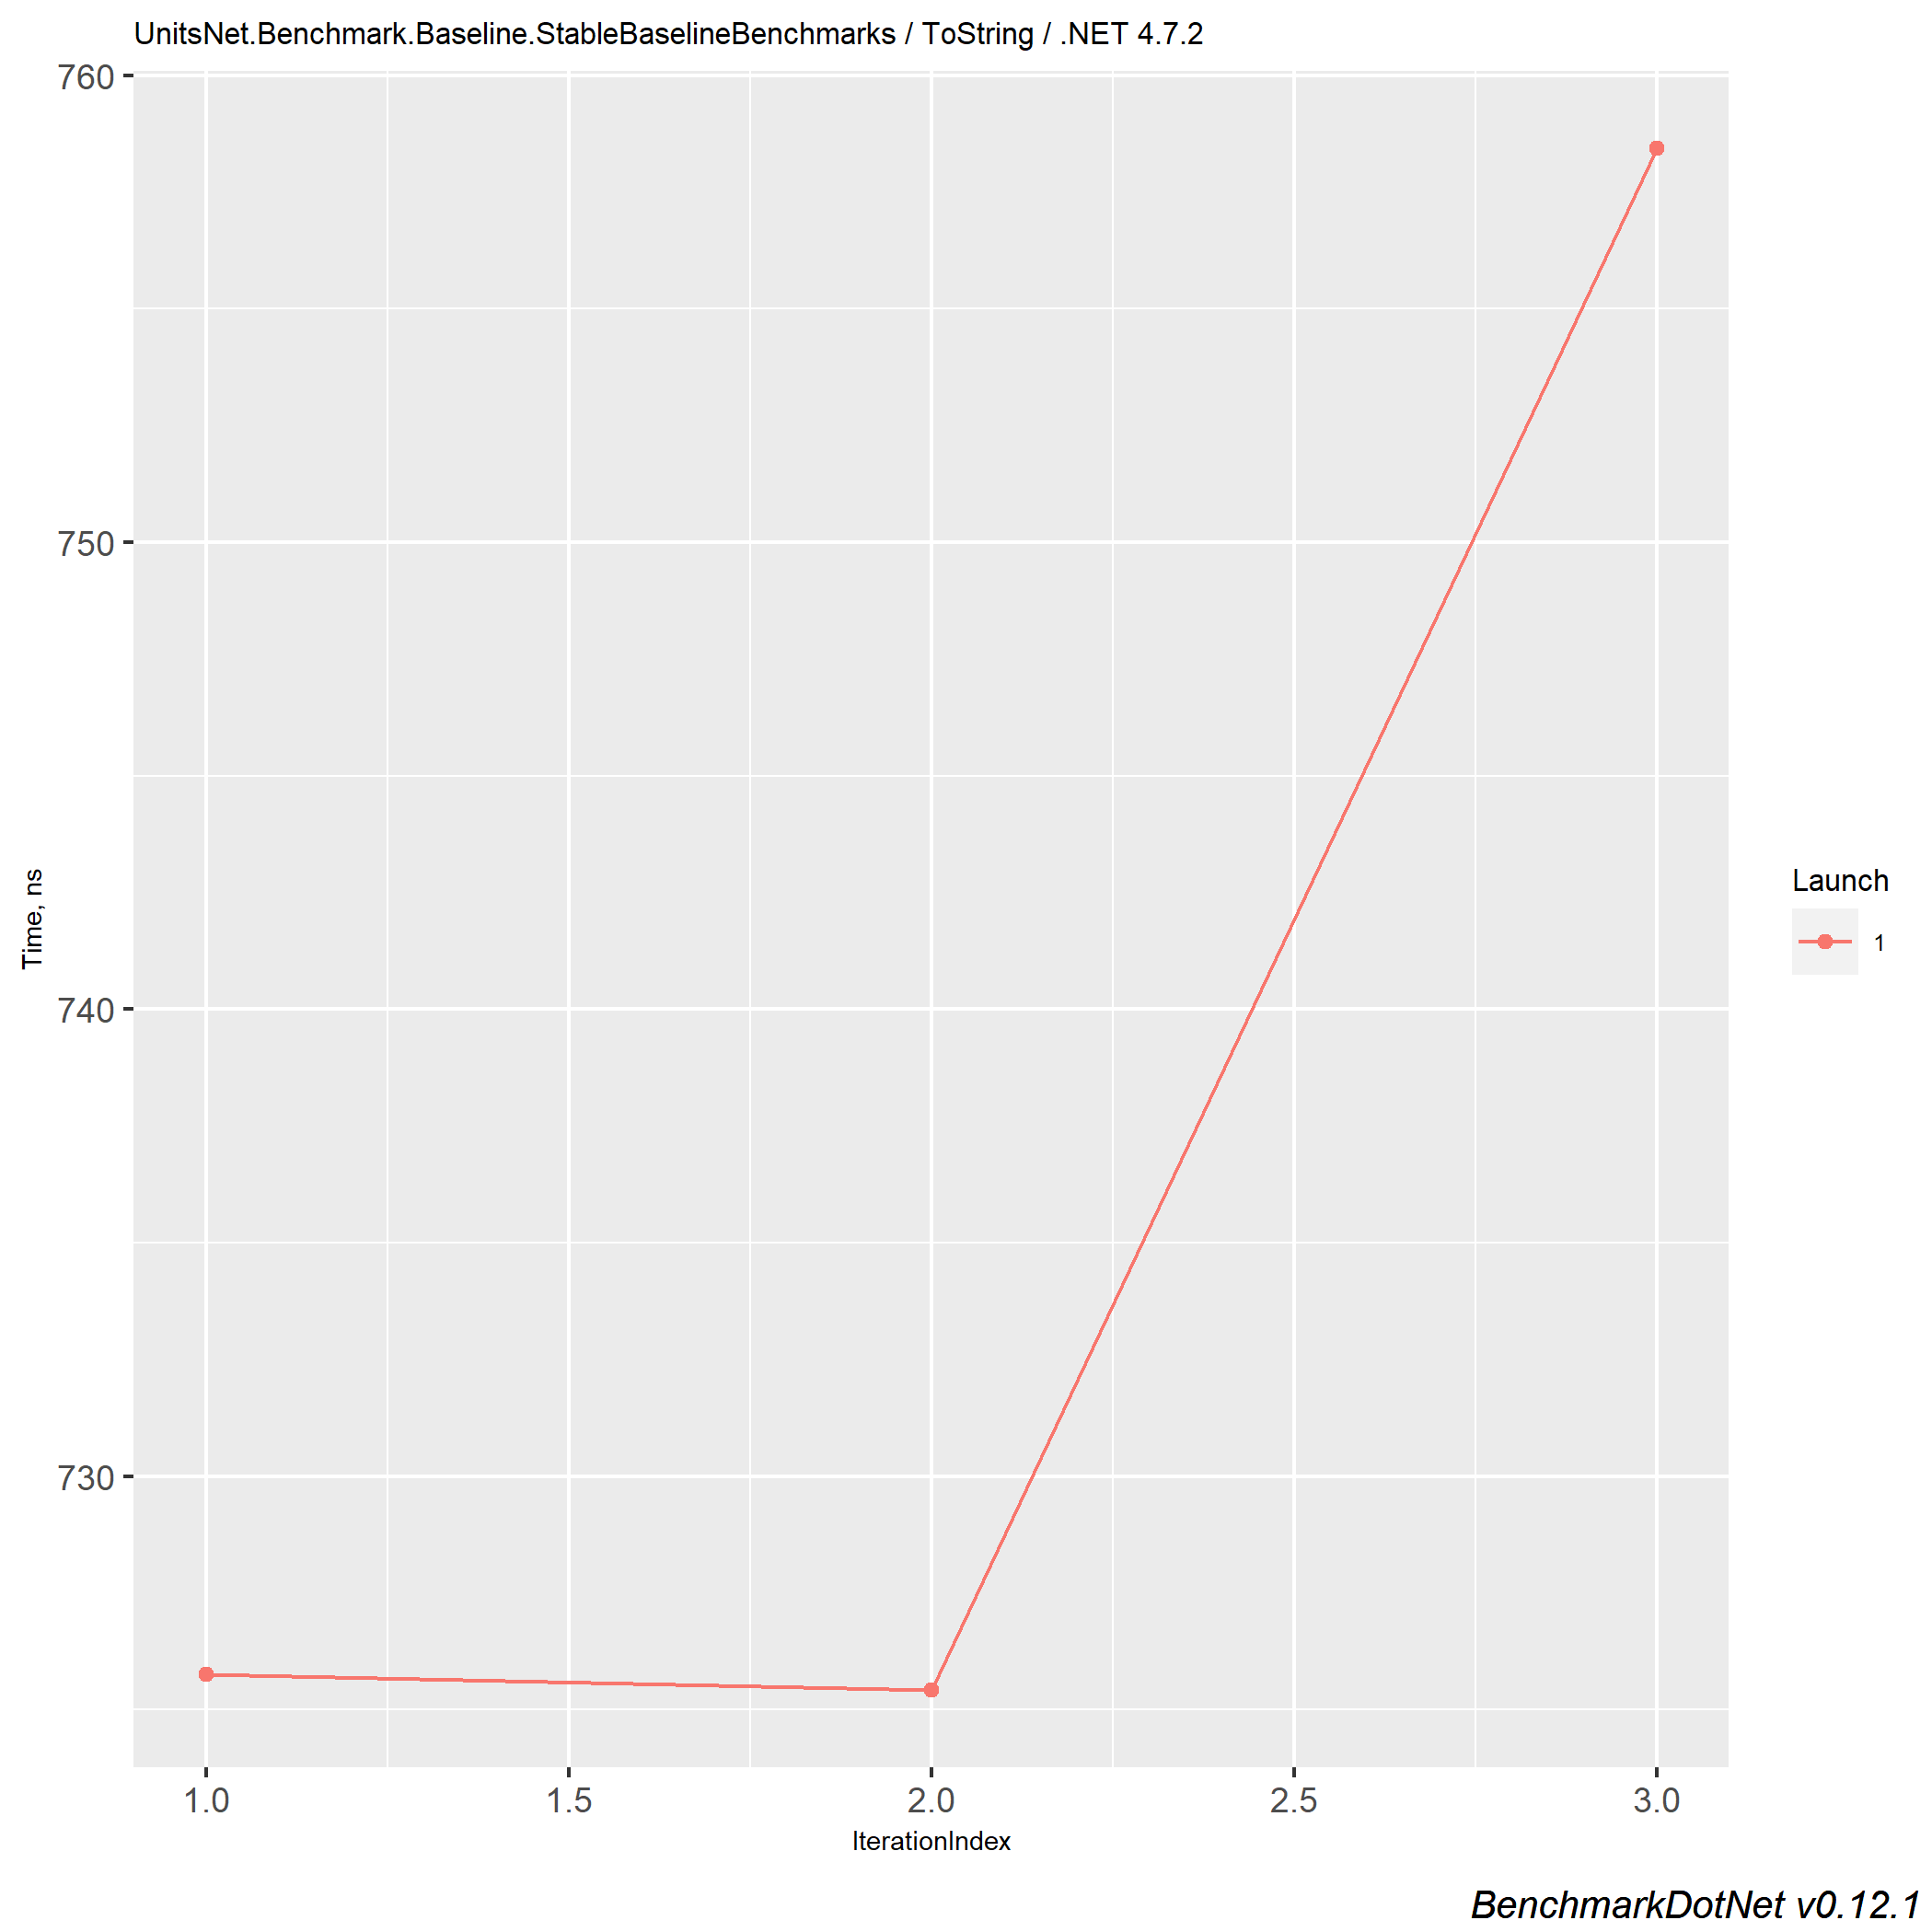 UnitsNet.Benchmark.Baseline.StableBaselineBenchmarks / ToString / .NET 4.7.2
760
750
740
730
Time, ns
1.0 1.5 2.0 2.5 3.0
IterationIndex
Launch
1
BenchmarkDotNet v0.12.1